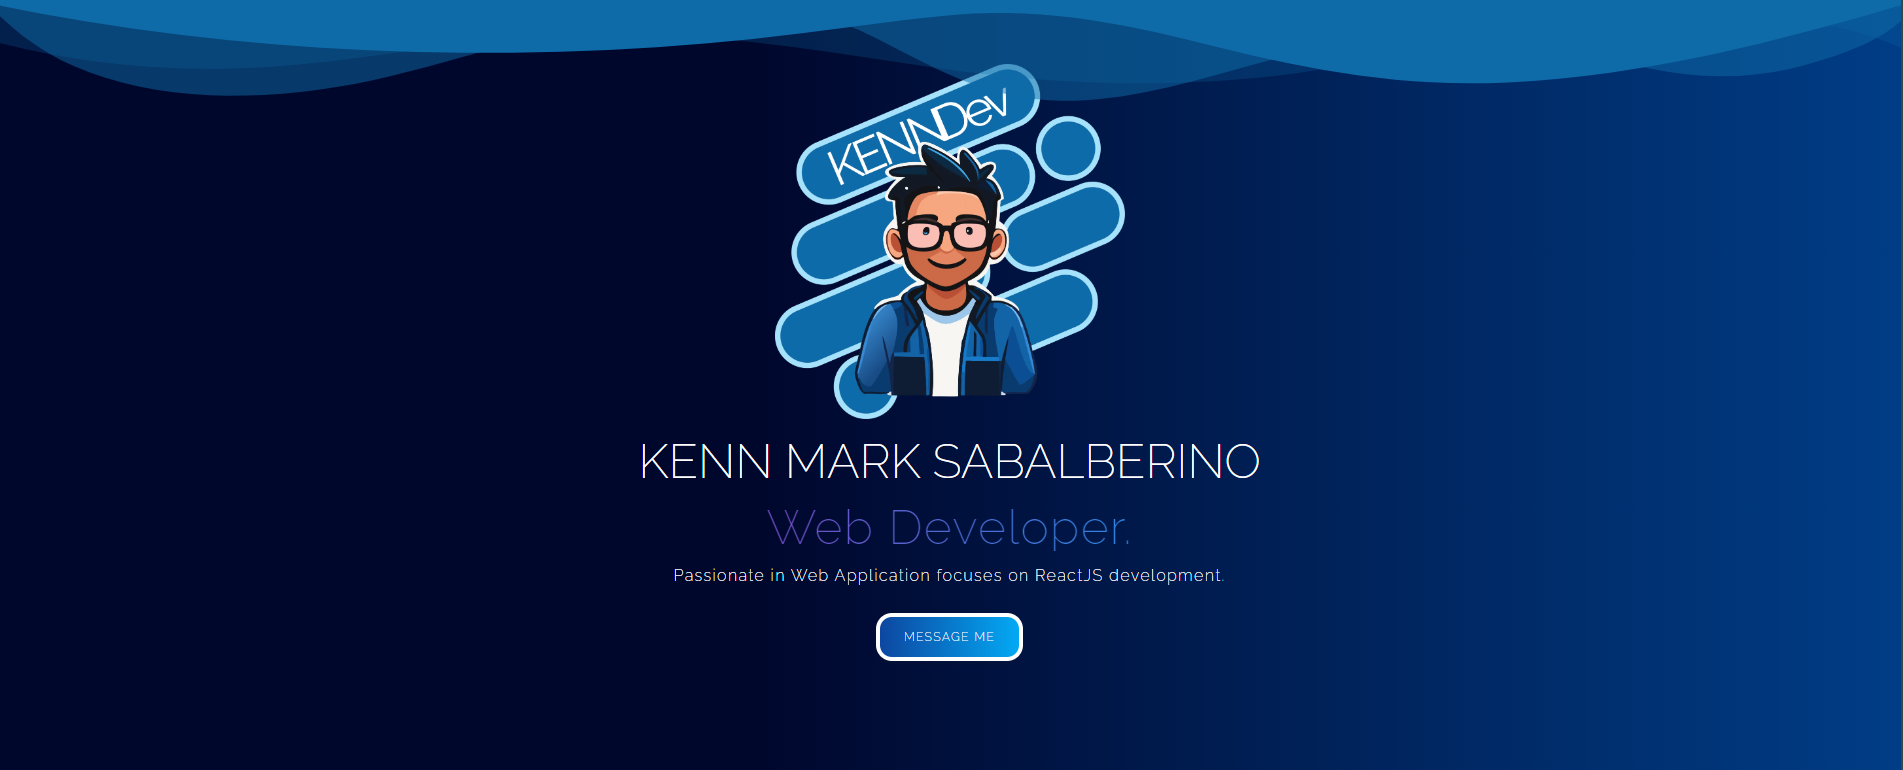 KENNDev
KENN MARK SABALBERINO
Web Developer.
Passionate in Web Application focuses on ReactJS development.
MESSAGE ME